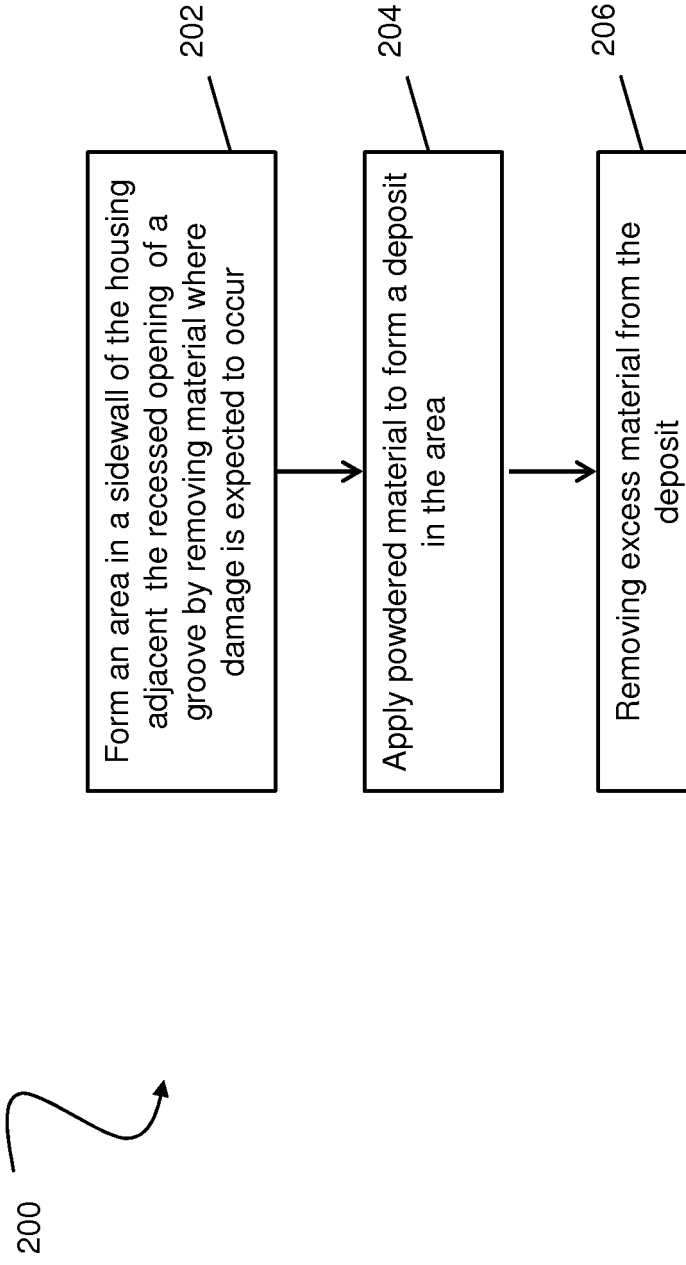 200
Form an area in a sidewall of the housing
adjacent the recessed opening of a
groove by removing material where
damage is expected to occur
202
Apply powdered material to form a deposit
in the area
204
Removing excess material from the
deposit
206